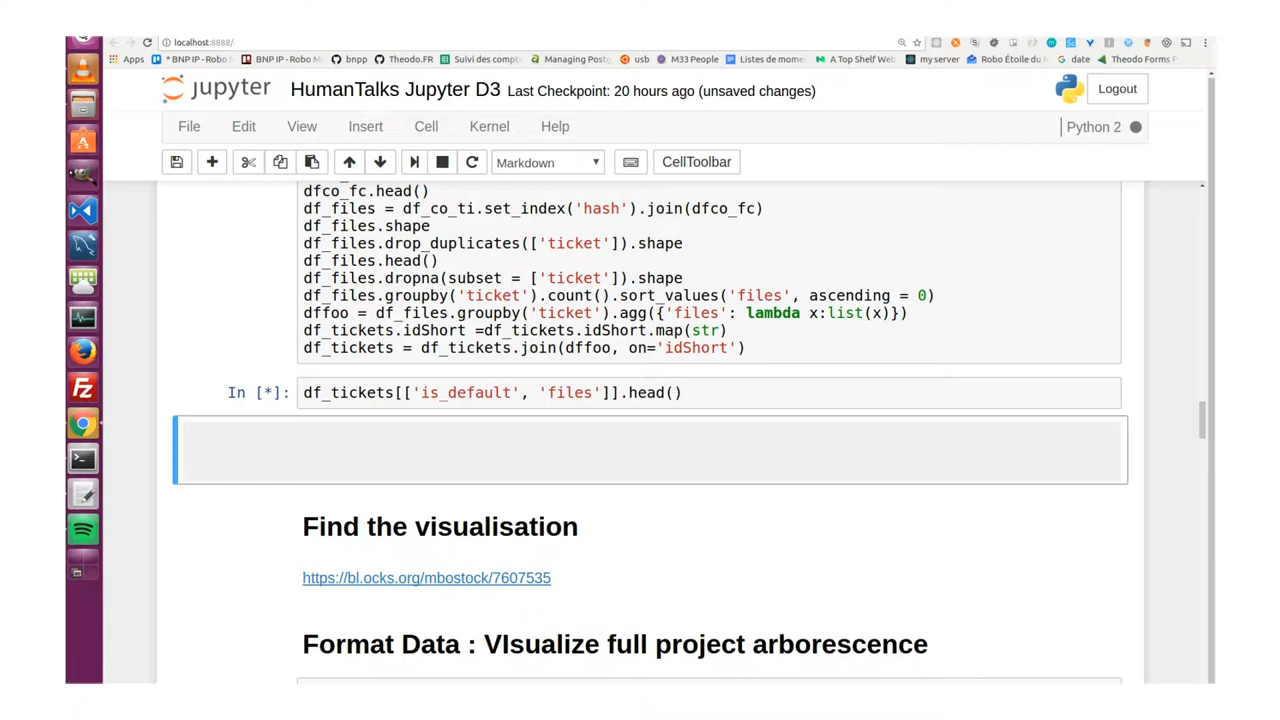 localhost:8888/
Apps * BNP IP - Robo M BNP IP - Robo Mi bnpp Theodo.FR Suivi des compt Managing Postg usb M33 People Listes de mome A Top Shelf Web my server Robo Étoile du M date Theodo Forms P
jupyter HumanTalks Jupyter D3 Last Checkpoint: 20 hours ago (unsaved changes) Logout
File Edit View Insert Cell Kernel Help Python 2
Markdown CellToolbar
dfco_fc.head()
df_files = df_co_ti.set_index('hash').join(dfco_fc)
df_files.shape
df_files.drop_duplicates(['ticket']).shape
df_files.head()
df_files.dropna(subset = ['ticket']).shape
df_files.groupby('ticket').count().sort_values('files', ascending = 0)
dffoo = df_files.groupby('ticket').agg({'files': lambda x:list(x)})
df_tickets.idShort =df_tickets.idShort.map(str)
df_tickets = df_tickets.join(dffoo, on='idShort')
In [*]: df_tickets[['is_default', 'files']].head()
Find the visualisation
https://bl.ocks.org/mbostock/7607535
Format Data : VIsualize full project arborescence